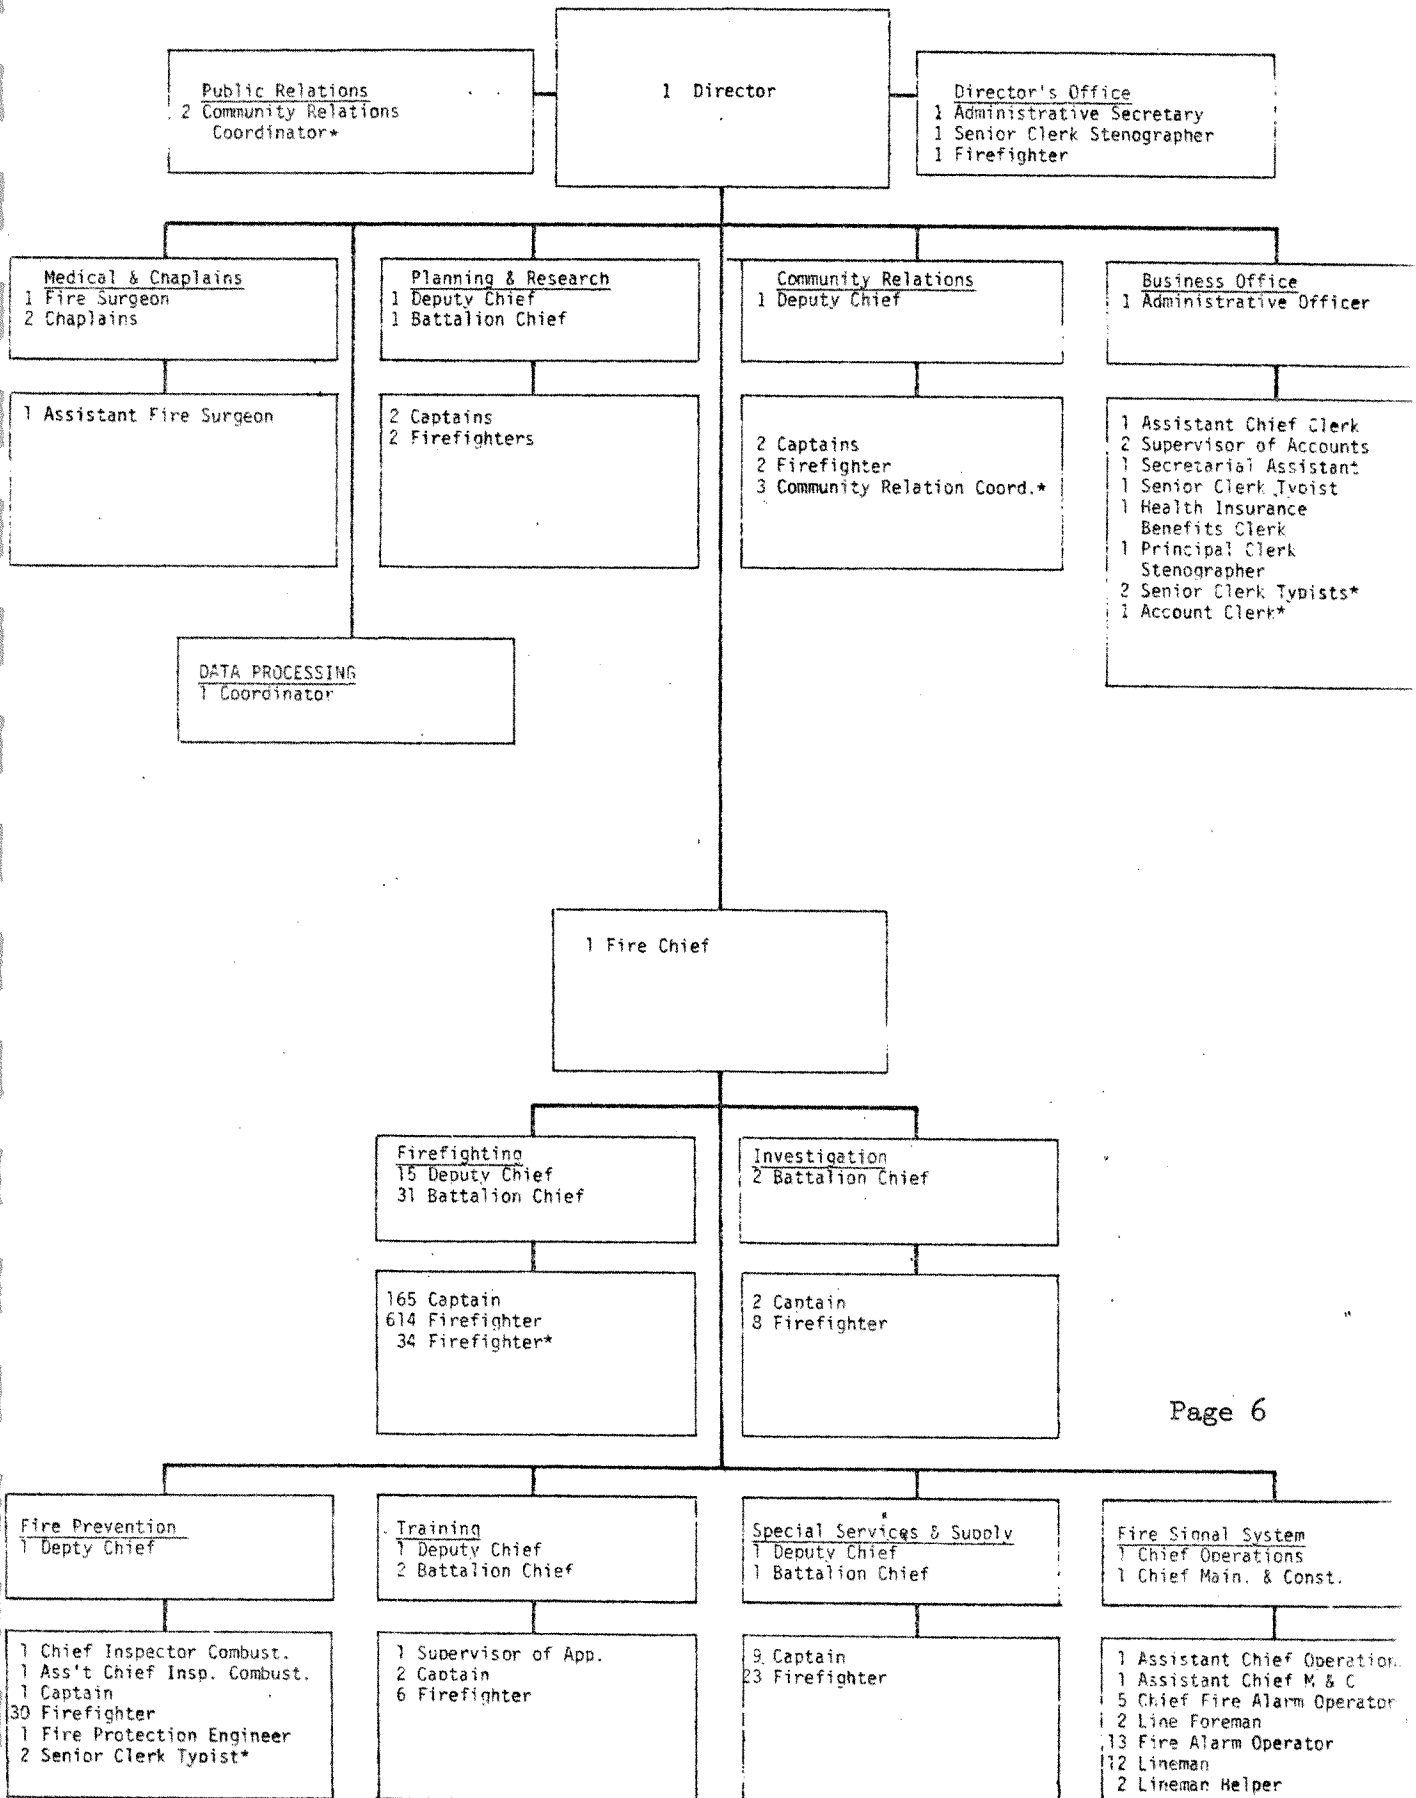 1 Director
Public Relations
2 Community Relations
Coordinator*
Director's Office
1 Administrative Secretary
1 Senior Clerk Stenographer
1 Firefighter
Medical & Chaplains
1 Fire Surgeon
2 Chaplains
Planning & Research
1 Deputy Chief
1 Battalion Chief
Community Relations
1 Deputy Chief
Business Office
1 Administrative Officer
1 Assistant Fire Surgeon
2 Captains
2 Firefighters
2 Captains
2 Firefighter
3 Community Relation Coord.*
1 Assistant Chief Clerk
2 Supervisor of Accounts
1 Secretarial Assistant
1 Senior Clerk Typist
1 Health Insurance
Benefits Clerk
1 Principal Clerk
Stenographer
2 Senior Clerk Typists*
1 Account Clerk*
DATA PROCESSING
1 Coordinator
1 Fire Chief
Firefighting
15 Deputy Chief
31 Battalion Chief
Investigation
2 Battalion Chief
165 Captain
614 Firefighter
34 Firefighter*
2 Captain
8 Firefighter
Page 6
Fire Prevention
1 Depty Chief
Training
1 Deputy Chief
2 Battalion Chief
Special Services & Supply
1 Deputy Chief
1 Battalion Chief
Fire Signal System
1 Chief Operations
1 Chief Main. & Const.
1 Chief Inspector Combust.
1 Ass't Chief Insp. Combust.
1 Captain
30 Firefighter
1 Fire Protection Engineer
2 Senior Clerk Typist*
1 Supervisor of App.
2 Captain
6 Firefighter
9 Captain
23 Firefighter
1 Assistant Chief Operation.
1 Assistant Chief M & C
5 Chief Fire Alarm Operator
2 Line Foreman
13 Fire Alarm Operator
12 Lineman
2 Lineman Helper